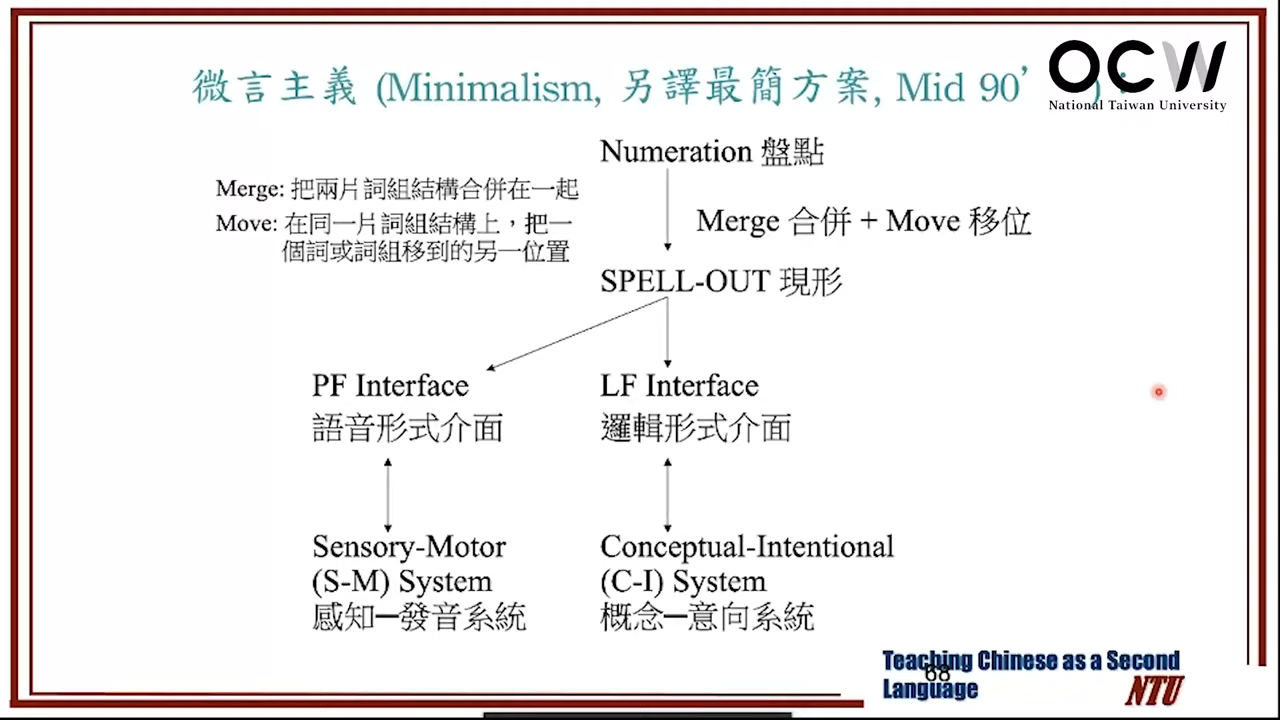 微言主義 (Minimalism, 另譯最簡方案, Mid 90’
OCW
National Taiwan University
Numeration 盤點
Merge: 把兩片詞組結構合併在一起
Move: 在同一片詞組結構上，把一
個詞或詞組移到的另一位置
Merge 合併 + Move 移位
SPELL-OUT 現形
PF Interface
語音形式介面
LF Interface
邏輯形式介面
Sensory-Motor
(S-M) System
感知─發音系統
Conceptual-Intentional
(C-I) System
概念─意向系統
Teaching Chinese as a Second
Language
68
NTU